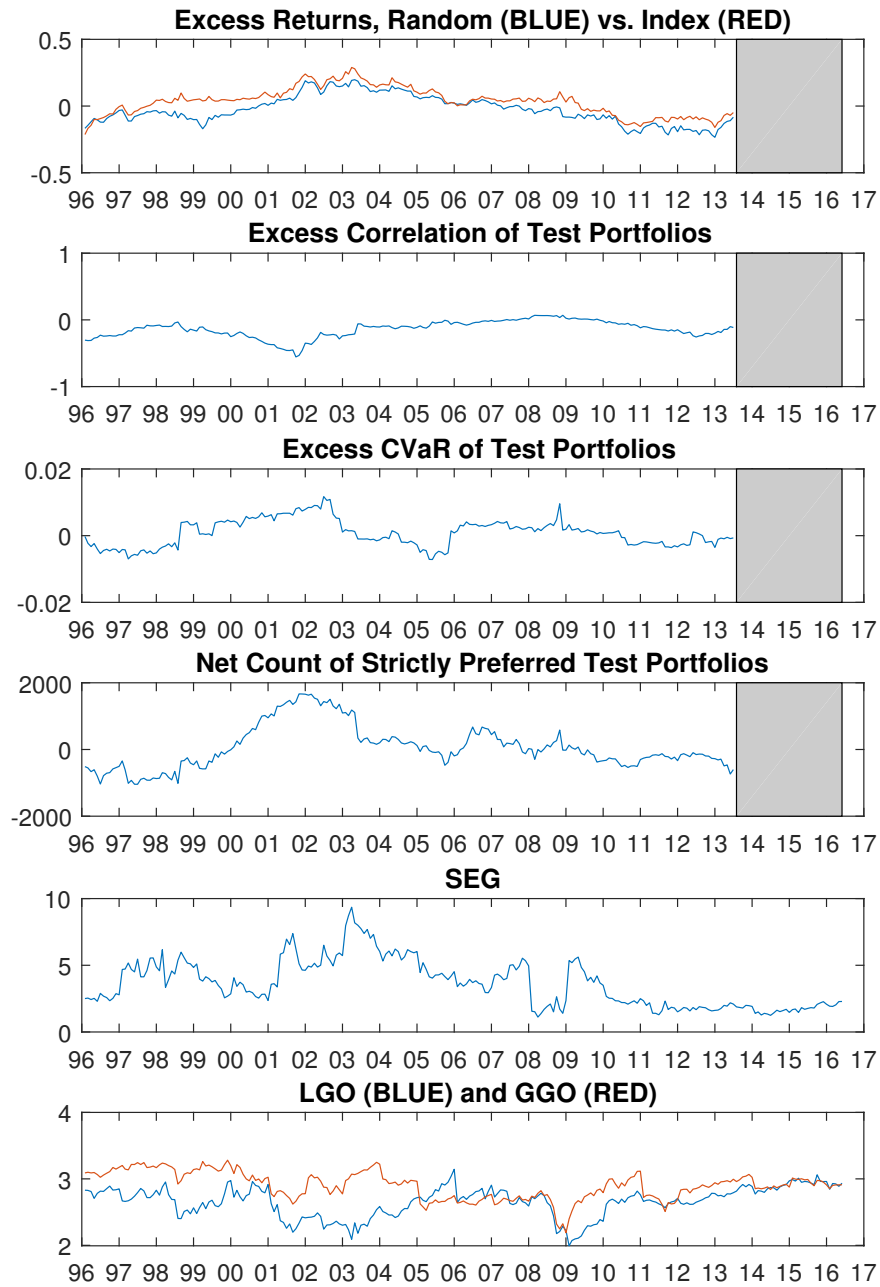 Excess Returns, Random (BLUE) vs. Index (RED)
0.5
0
-0.5
96 97 98 99 00 01 02 03 04 05 06 07 08 09 10 11 12 13 14 15 16 17
Excess Correlation of Test Portfolios
1
0
-1
96 97 98 99 00 01 02 03 04 05 06 07 08 09 10 11 12 13 14 15 16 17
Excess CVaR of Test Portfolios
0.02
0
-0.02
96 97 98 99 00 01 02 03 04 05 06 07 08 09 10 11 12 13 14 15 16 17
Net Count of Strictly Preferred Test Portfolios
2000
0
-2000
96 97 98 99 00 01 02 03 04 05 06 07 08 09 10 11 12 13 14 15 16 17
SEG
10
5
0
96 97 98 99 00 01 02 03 04 05 06 07 08 09 10 11 12 13 14 15 16 17
LGO (BLUE) and GGO (RED)
4
3
2
96 97 98 99 00 01 02 03 04 05 06 07 08 09 10 11 12 13 14 15 16 17